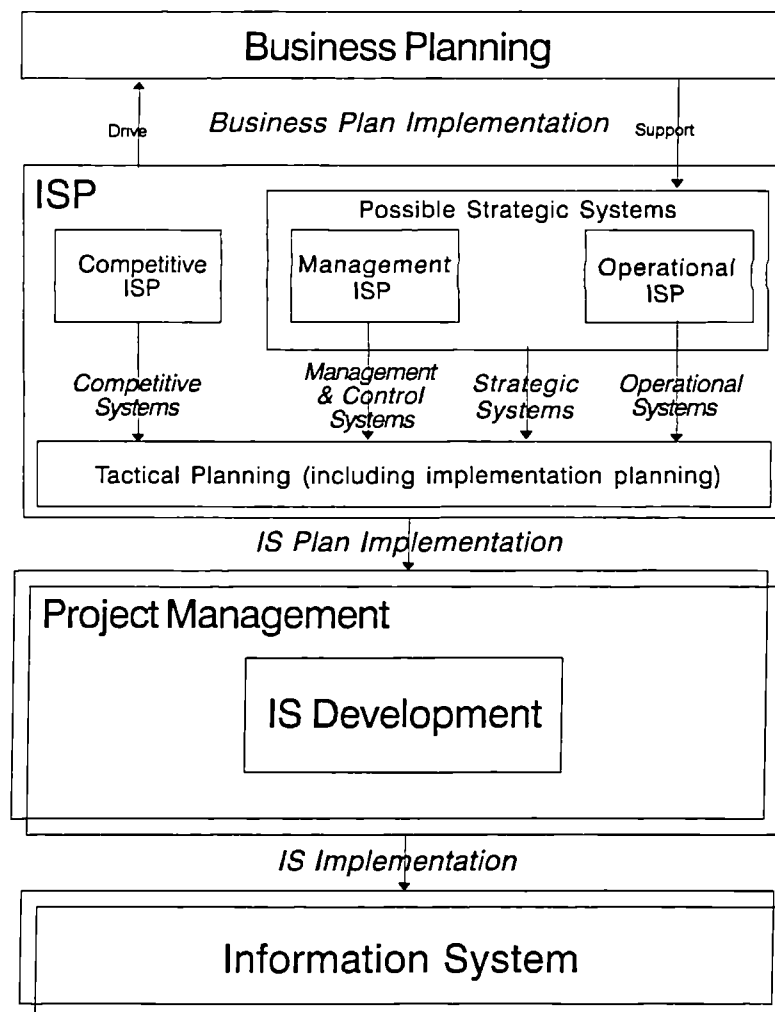 Business Planning
Drive
Business Plan Implementation
Support
ISP
Possible Strategic Systems
Competitive
ISP
Management
ISP
Operational
ISP
Competitive
Systems
Management
& Control
Systems
Strategic
Systems
Operational
Systems
Tactical Planning (including implementation planning)
IS Plan Implementation
Project Management
IS Development
IS Implementation
Information System